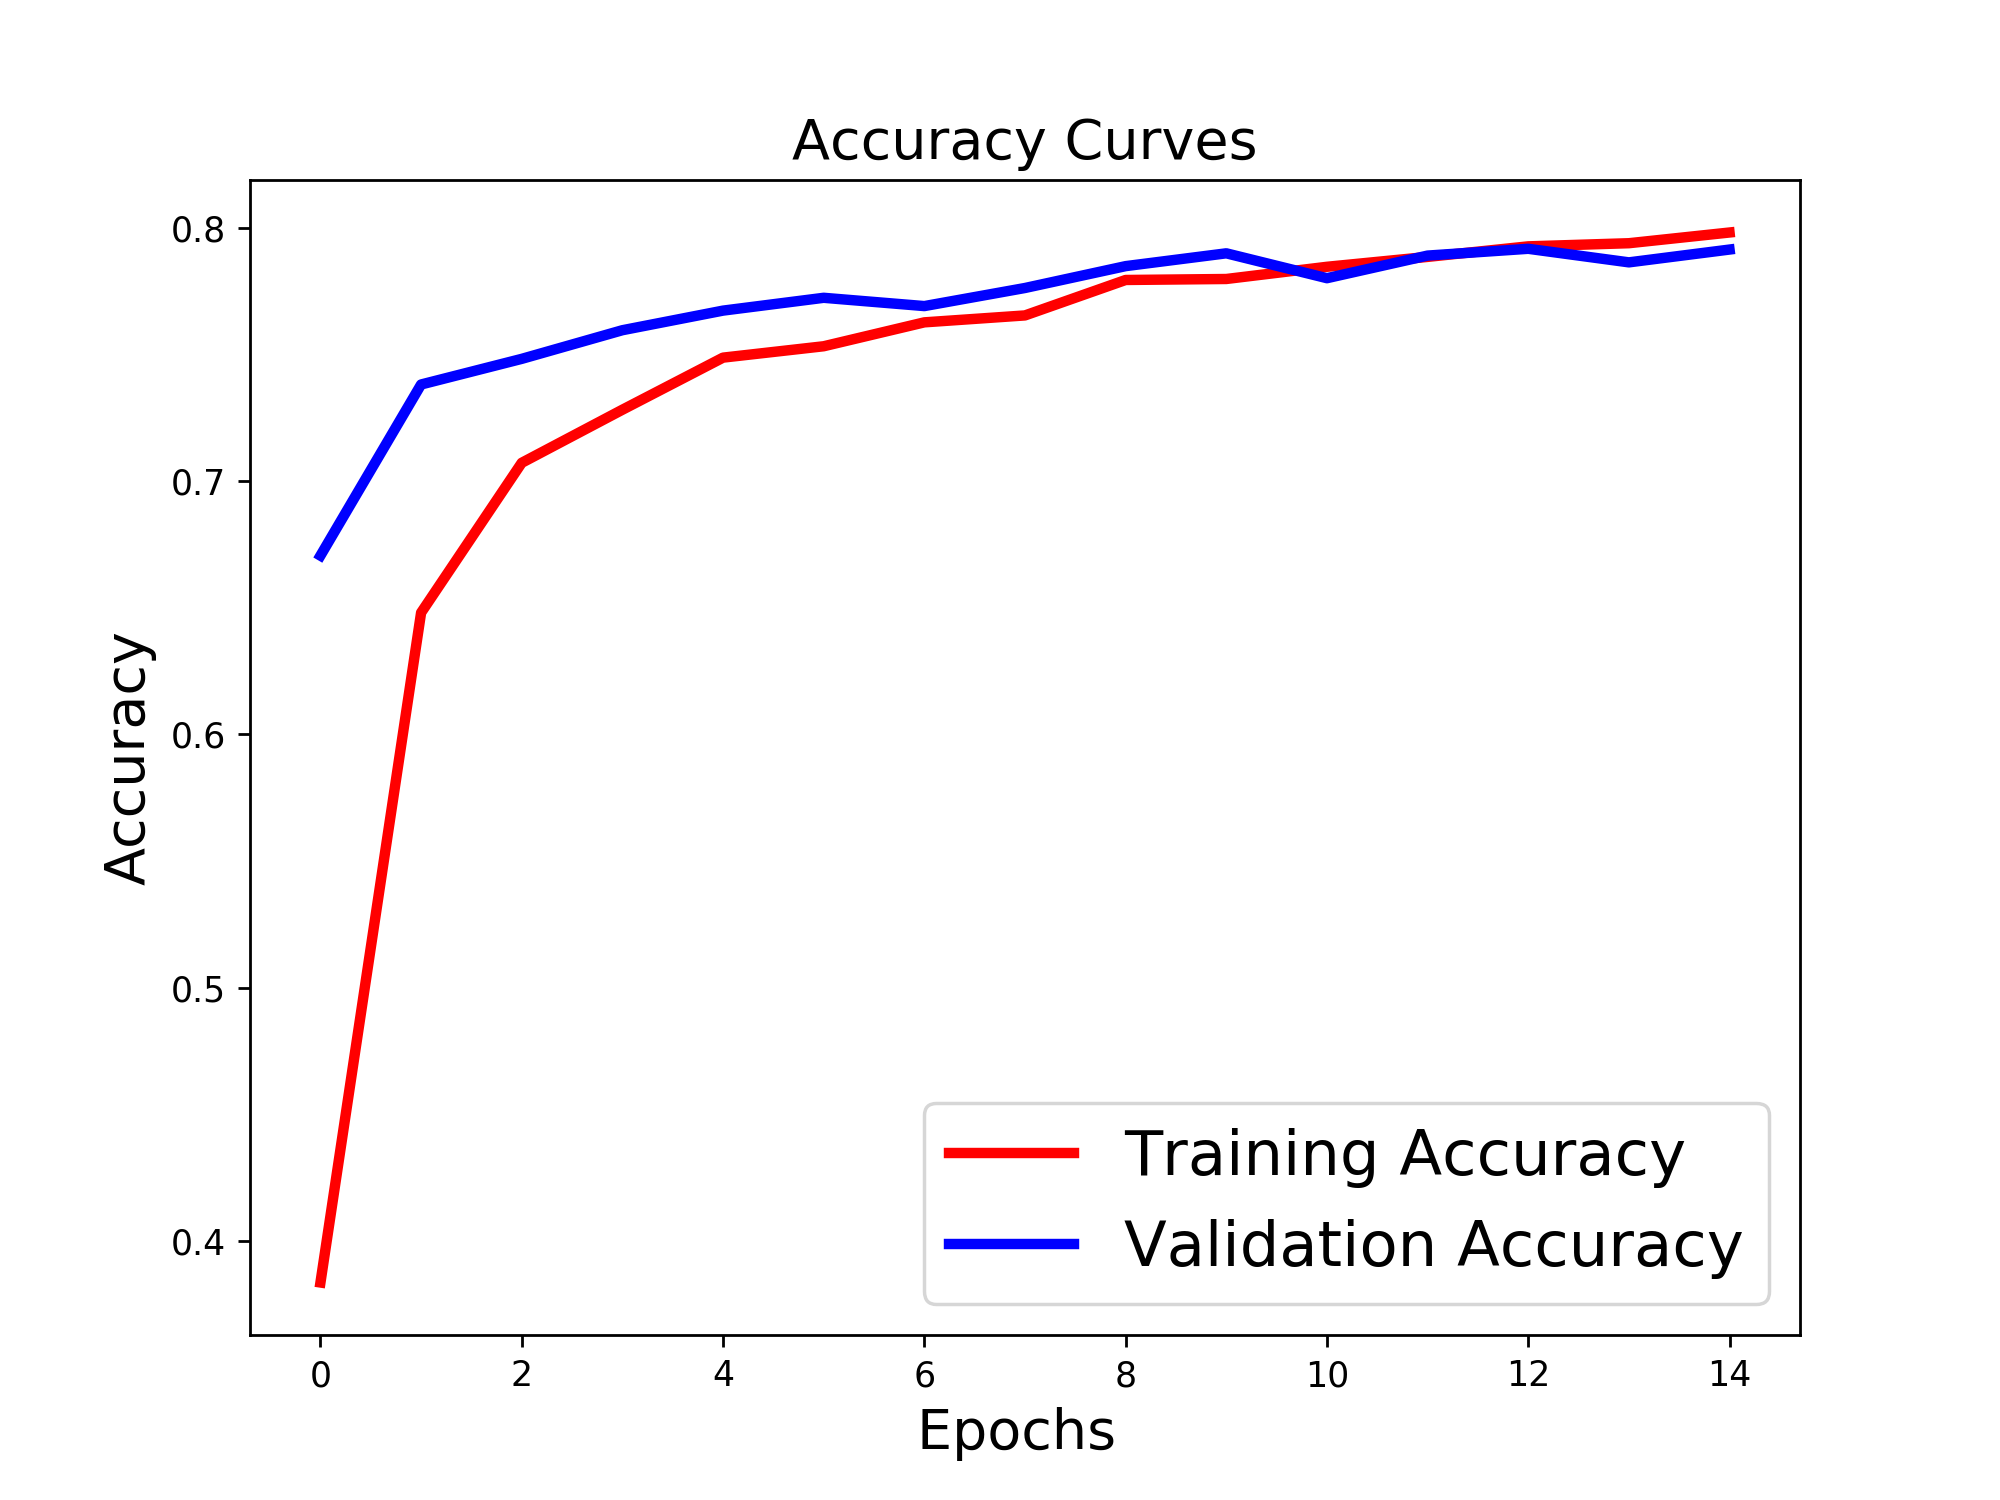 Accuracy Curves
0.8
0.7
0.6
0.5
0.4
Accuracy
Training Accuracy
Validation Accuracy
0 2 4 6 8 10 12 14
Epochs